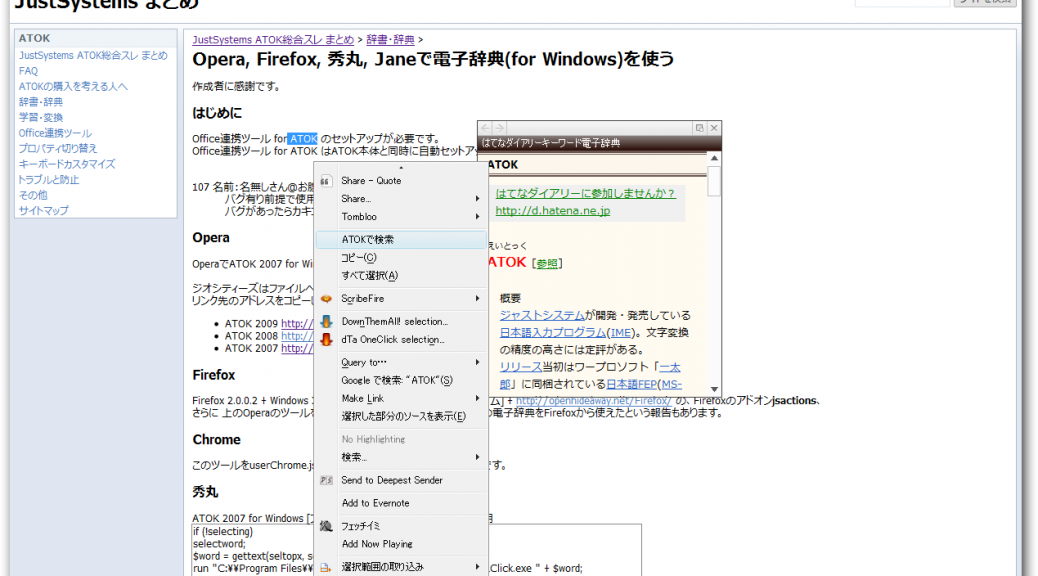 JustSystems まとめ
ATOK
JustSystems ATOK総合スレ まとめ
FAQ
ATOKの購入を考える人へ
辞書・辞典
学習・変換
Office連携ツール
プロパティ切り替え
キーボードカスタマイズ
トラブルと防止
その他
サイトマップ
JustSystems ATOK総合スレ まとめ > 辞書・辞典 >
Opera, Firefox, 秀丸, Janeで電子辞典(for Windows)を使う
作成者に感謝です。
はじめに
Office連携ツール for ATOK のセットアップが必要です。
Office連携ツール for ATOK はATOK本体と同時に自動セットア
107 名前：名無しさん@お腹
バグ有り前提で使用
バグがあったらカキ
Opera
OperaでATOK 2007 for Wi
ジオシティーズはファイルへ
リンク先のアドレスをコピー
ATOK 2009 http://
ATOK 2008 http://
ATOK 2007 http://
Firefox
Firefox 2.0.0.2 + Windows
ム] + http://openhideaway.net/Firefox/ の、Firefoxのアドオンjsactions、
さらに 上のOperaのツールを
の電子辞典をFirefoxから使えたという報告もあります。
Chrome
このツールをuserChrome.js
です。
秀丸
ATOK 2007 for Windows [
用
if (!selecting)
selectword;
$word = gettext(seltopx, s
run "C:¥¥Program Files¥¥
Click.exe " + $word;
Share - Quote
Share...
Tombloo
ATOKで検索
コピー(C)
すべて選択(A)
ScribeFire
DownThemAll! selection...
dTa OneClick selection...
Query to…
Google で検索: "ATOK"(S)
Make Link
選択した部分のソースを表示(E)
No Highlighting
検索...
Send to Deepest Sender
Add to Evernote
フェッチイミ
Add Now Playing
選択範囲の取り込み
はてなダイアリーキーワード電子辞典
ATOK
はてなダイアリーに参加しませんか？
http://d.hatena.ne.jp
えいとっく
ATOK [参照]
概要
ジャストシステムが開発・発売している
日本語入力プログラム(IME)。文字変換
の精度の高さには定評がある。
リリース当初はワープロソフト「一太
郎」に同梱されている日本語FEP(MS-